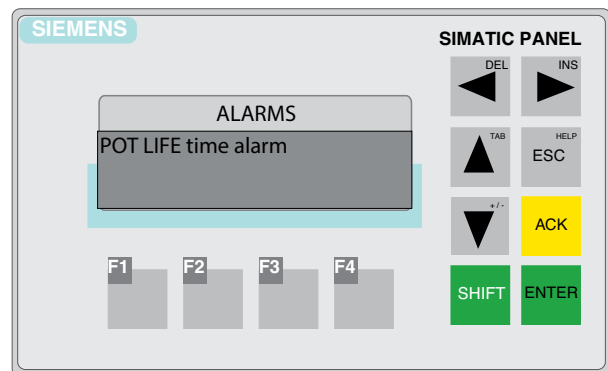 SIEMENS
SIMATIC PANEL
DEL
INS
ALARMS
POT LIFE time alarm
TAB
HELP
ESC
+ / -
ACK
F1
F2
F3
F4
SHIFT
ENTER